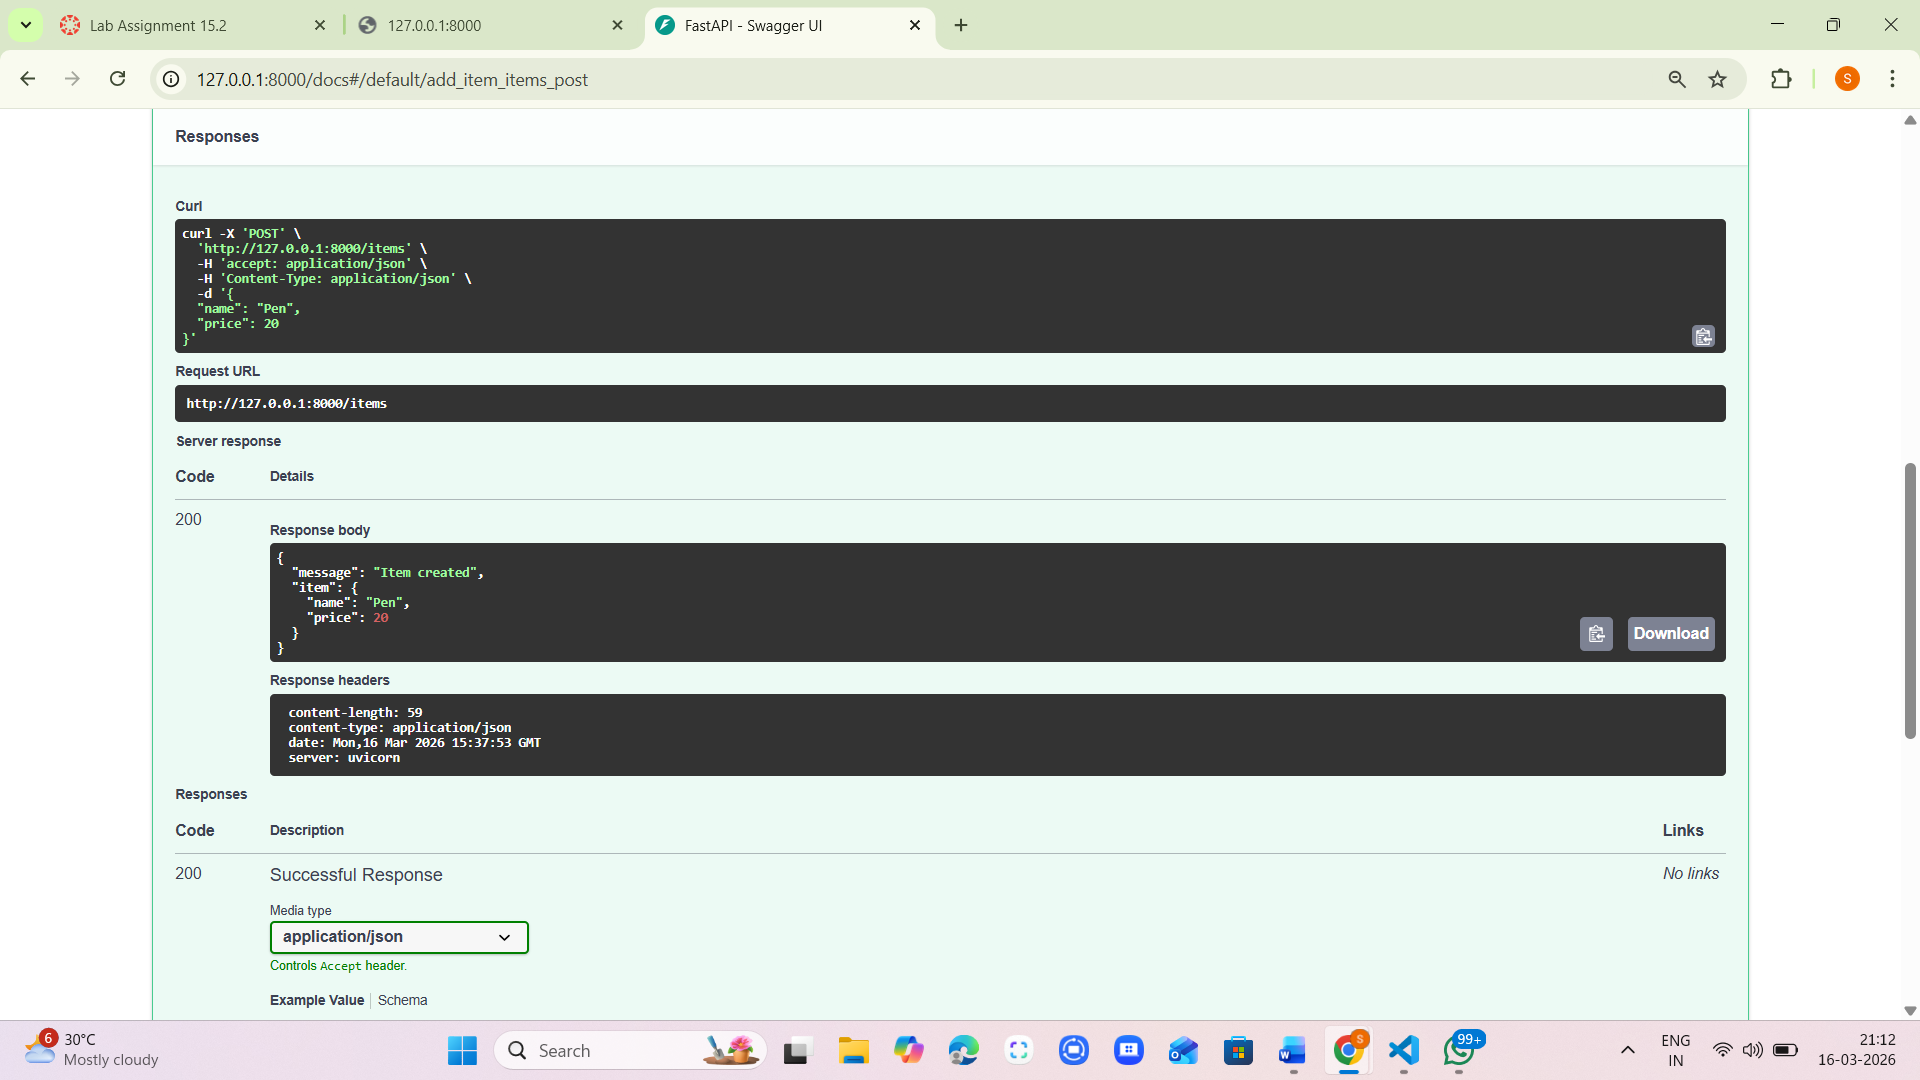 Lab Assignment 15.2
127.0.0.1:8000
FastAPI - Swagger UI
127.0.0.1:8000/docs#/default/add_item_items_post
S
Responses
Curl
curl -X 'POST' \
'http://127.0.0.1:8000/items' \
-H 'accept: application/json' \
-H 'Content-Type: application/json' \
-d '{
"name": "Pen",
"price": 20
}'
Request URL
http://127.0.0.1:8000/items
Server response
Code Details
200
Response body
{
"message": "Item created",
"item": {
"name": "Pen",
"price": 20
}
}
Download
Response headers
content-length: 59
content-type: application/json
date: Mon,16 Mar 2026 15:37:53 GMT
server: uvicorn
Responses
Code Description Links
200 Successful Response No links
Media type
application/json
Controls Accept header.
Example Value Schema
6
30°C
Mostly cloudy
Search
S
99+
ENG
IN
21:12
16-03-2026